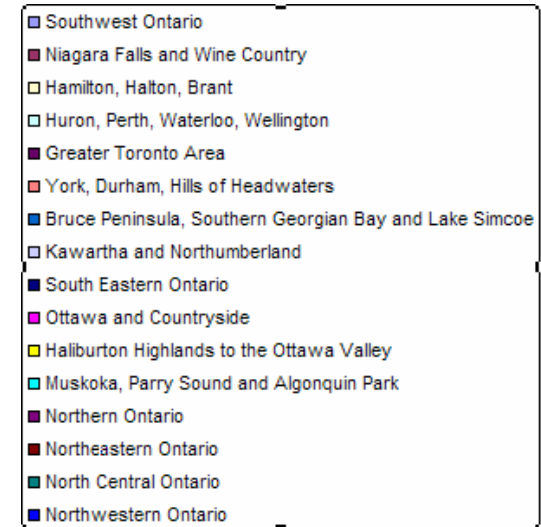 Southwest Ontario
Niagara Falls and Wine Country
Hamilton, Halton, Brant
Huron, Perth, Waterloo, Wellington
Greater Toronto Area
York, Durham, Hills of Headwaters
Bruce Peninsula, Southern Georgian Bay and Lake Simcoe
Kawartha and Northumberland
South Eastern Ontario
Ottawa and Countryside
Haliburton Highlands to the Ottawa Valley
Muskoka, Parry Sound and Algonquin Park
Northern Ontario
Northeastern Ontario
North Central Ontario
Northwestern Ontario